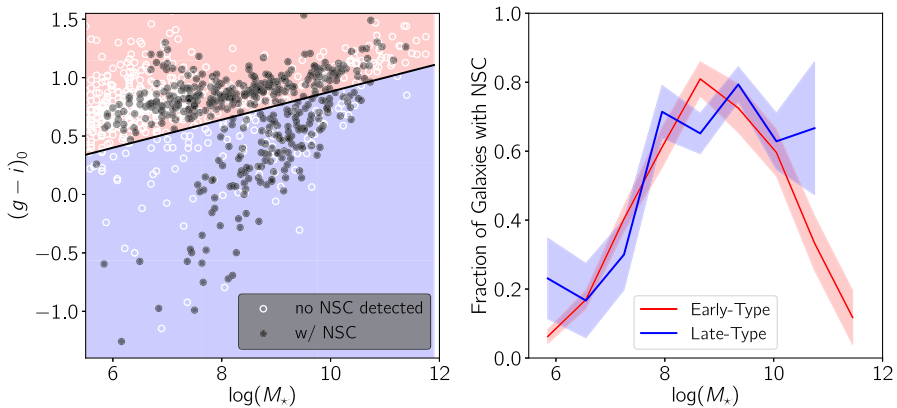 1.5
1.0
0.5
0.0
−0.5
−1.0
(g − i)₀
no NSC detected
w/ NSC
6
8
10
12
log(M⋆)
1.0
0.8
0.6
0.4
0.2
0.0
Fraction of Galaxies with NSC
Early-Type
Late-Type
6
8
10
12
log(M⋆)